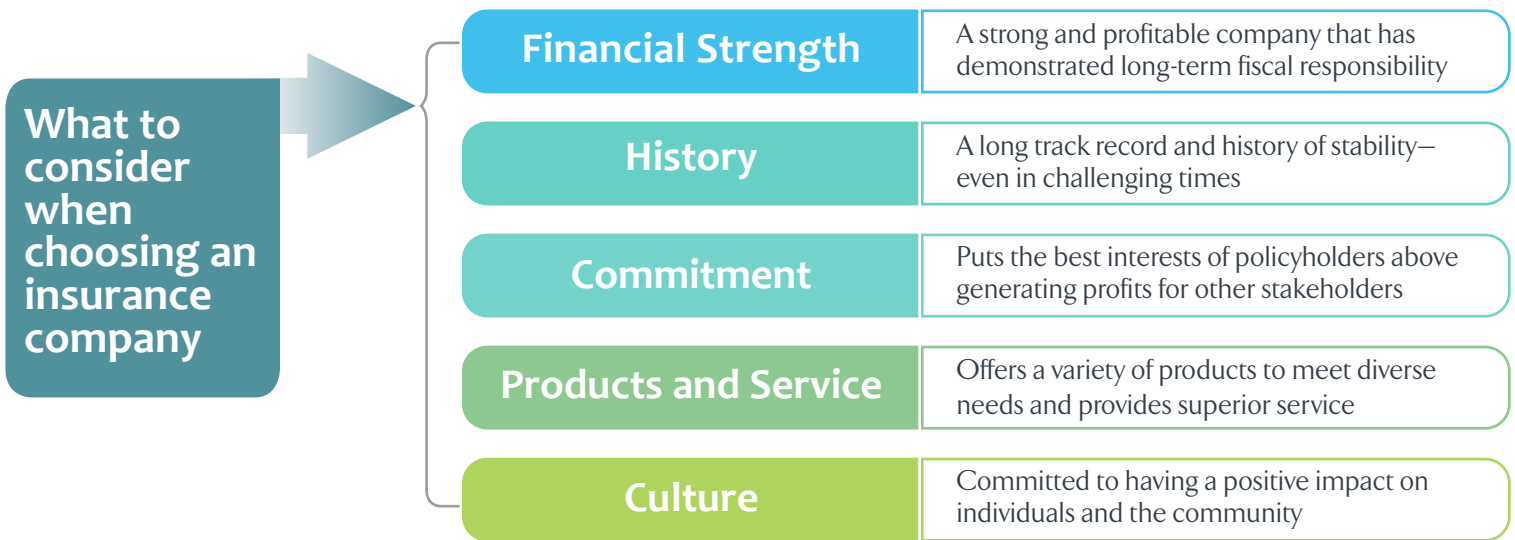 What to
consider
when
choosing an
insurance
company
Financial Strength
A strong and profitable company that has
demonstrated long-term fiscal responsibility
History
A long track record and history of stability—
even in challenging times
Commitment
Puts the best interests of policyholders above
generating profits for other stakeholders
Products and Service
Offers a variety of products to meet diverse
needs and provides superior service
Culture
Committed to having a positive impact on
individuals and the community